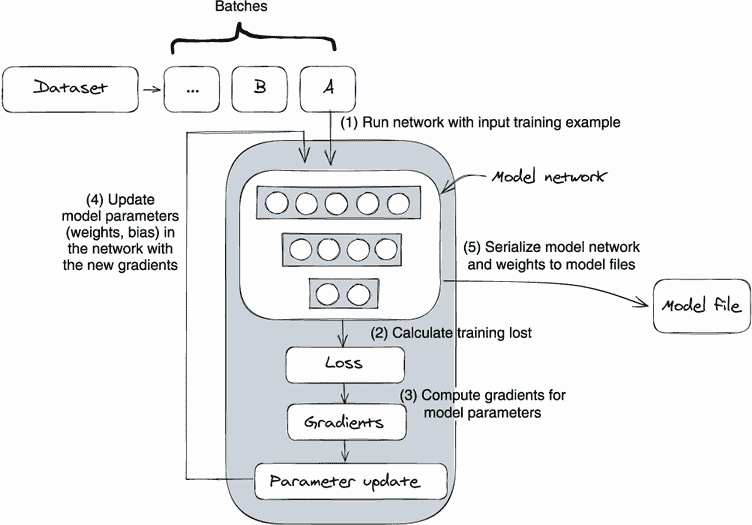 Batches
Dataset
...
B
A
(1) Run network with input training example
Model network
(4) Update
model parameters
(weights, bias) in
the network with
the new gradients
(5) Serialize model network
and weights to model files
Model file
(2) Calculate training lost
Loss
(3) Compute gradients for
model parameters
Gradients
Parameter update